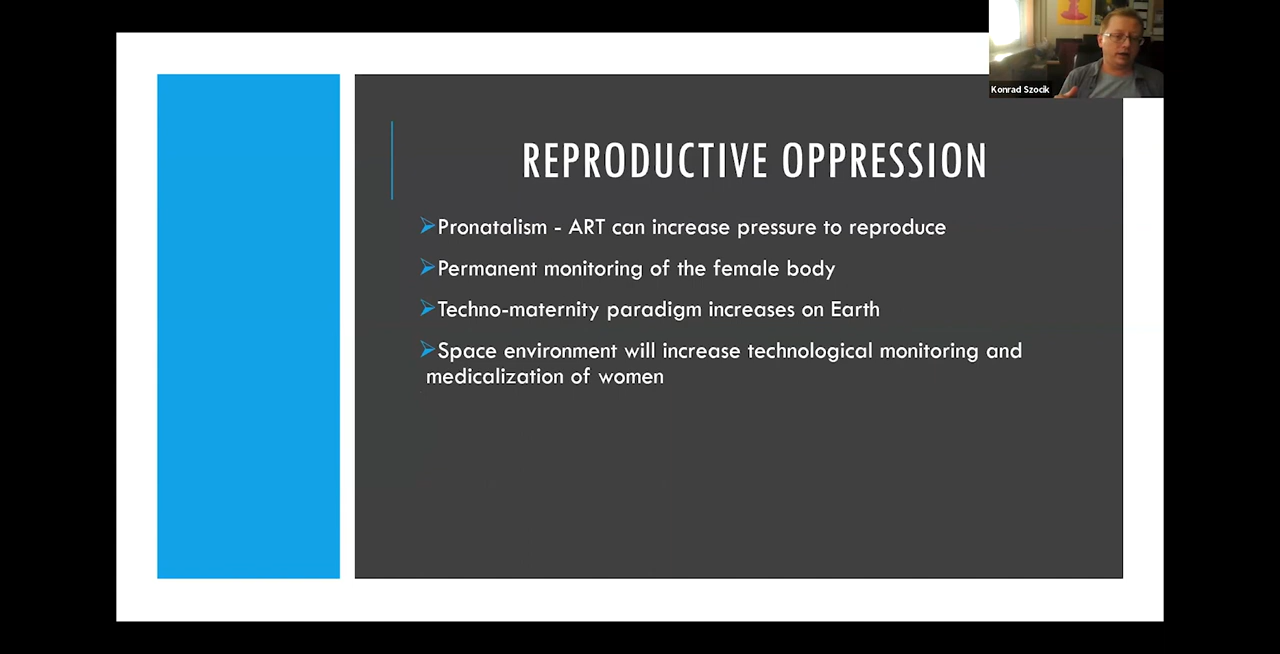 Konrad Szocik
REPRODUCTIVE OPPRESSION
Pronatalism - ART can increase pressure to reproduce
Permanent monitoring of the female body
Techno-maternity paradigm increases on Earth
Space environment will increase technological monitoring and
medicalization of women